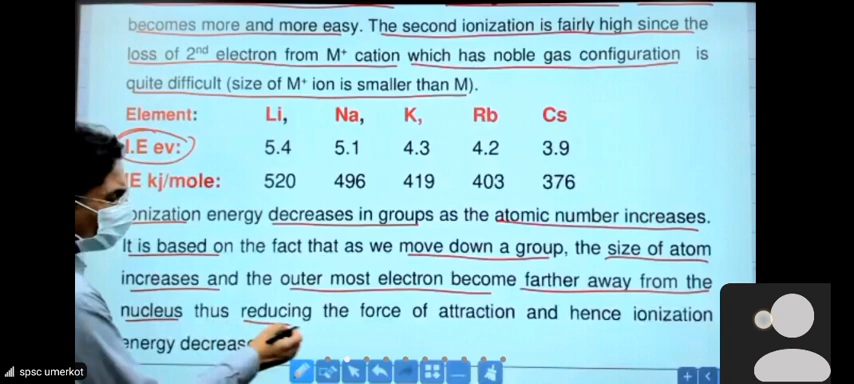 becomes more and more easy. The second ionization is fairly high since the
loss of 2nd electron from M+ cation which has noble gas configuration is
quite difficult (size of M+ ion is smaller than M).
Element: Li, Na, K, Rb Cs
I.E ev: 5.4 5.1 4.3 4.2 3.9
IE kj/mole: 520 496 419 403 376
onization energy decreases in groups as the atomic number increases.
It is based on the fact that as we move down a group, the size of atom
increases and the outer most electron become farther away from the
nucleus thus reducing the force of attraction and hence ionization
energy decreas
spsc umerkot